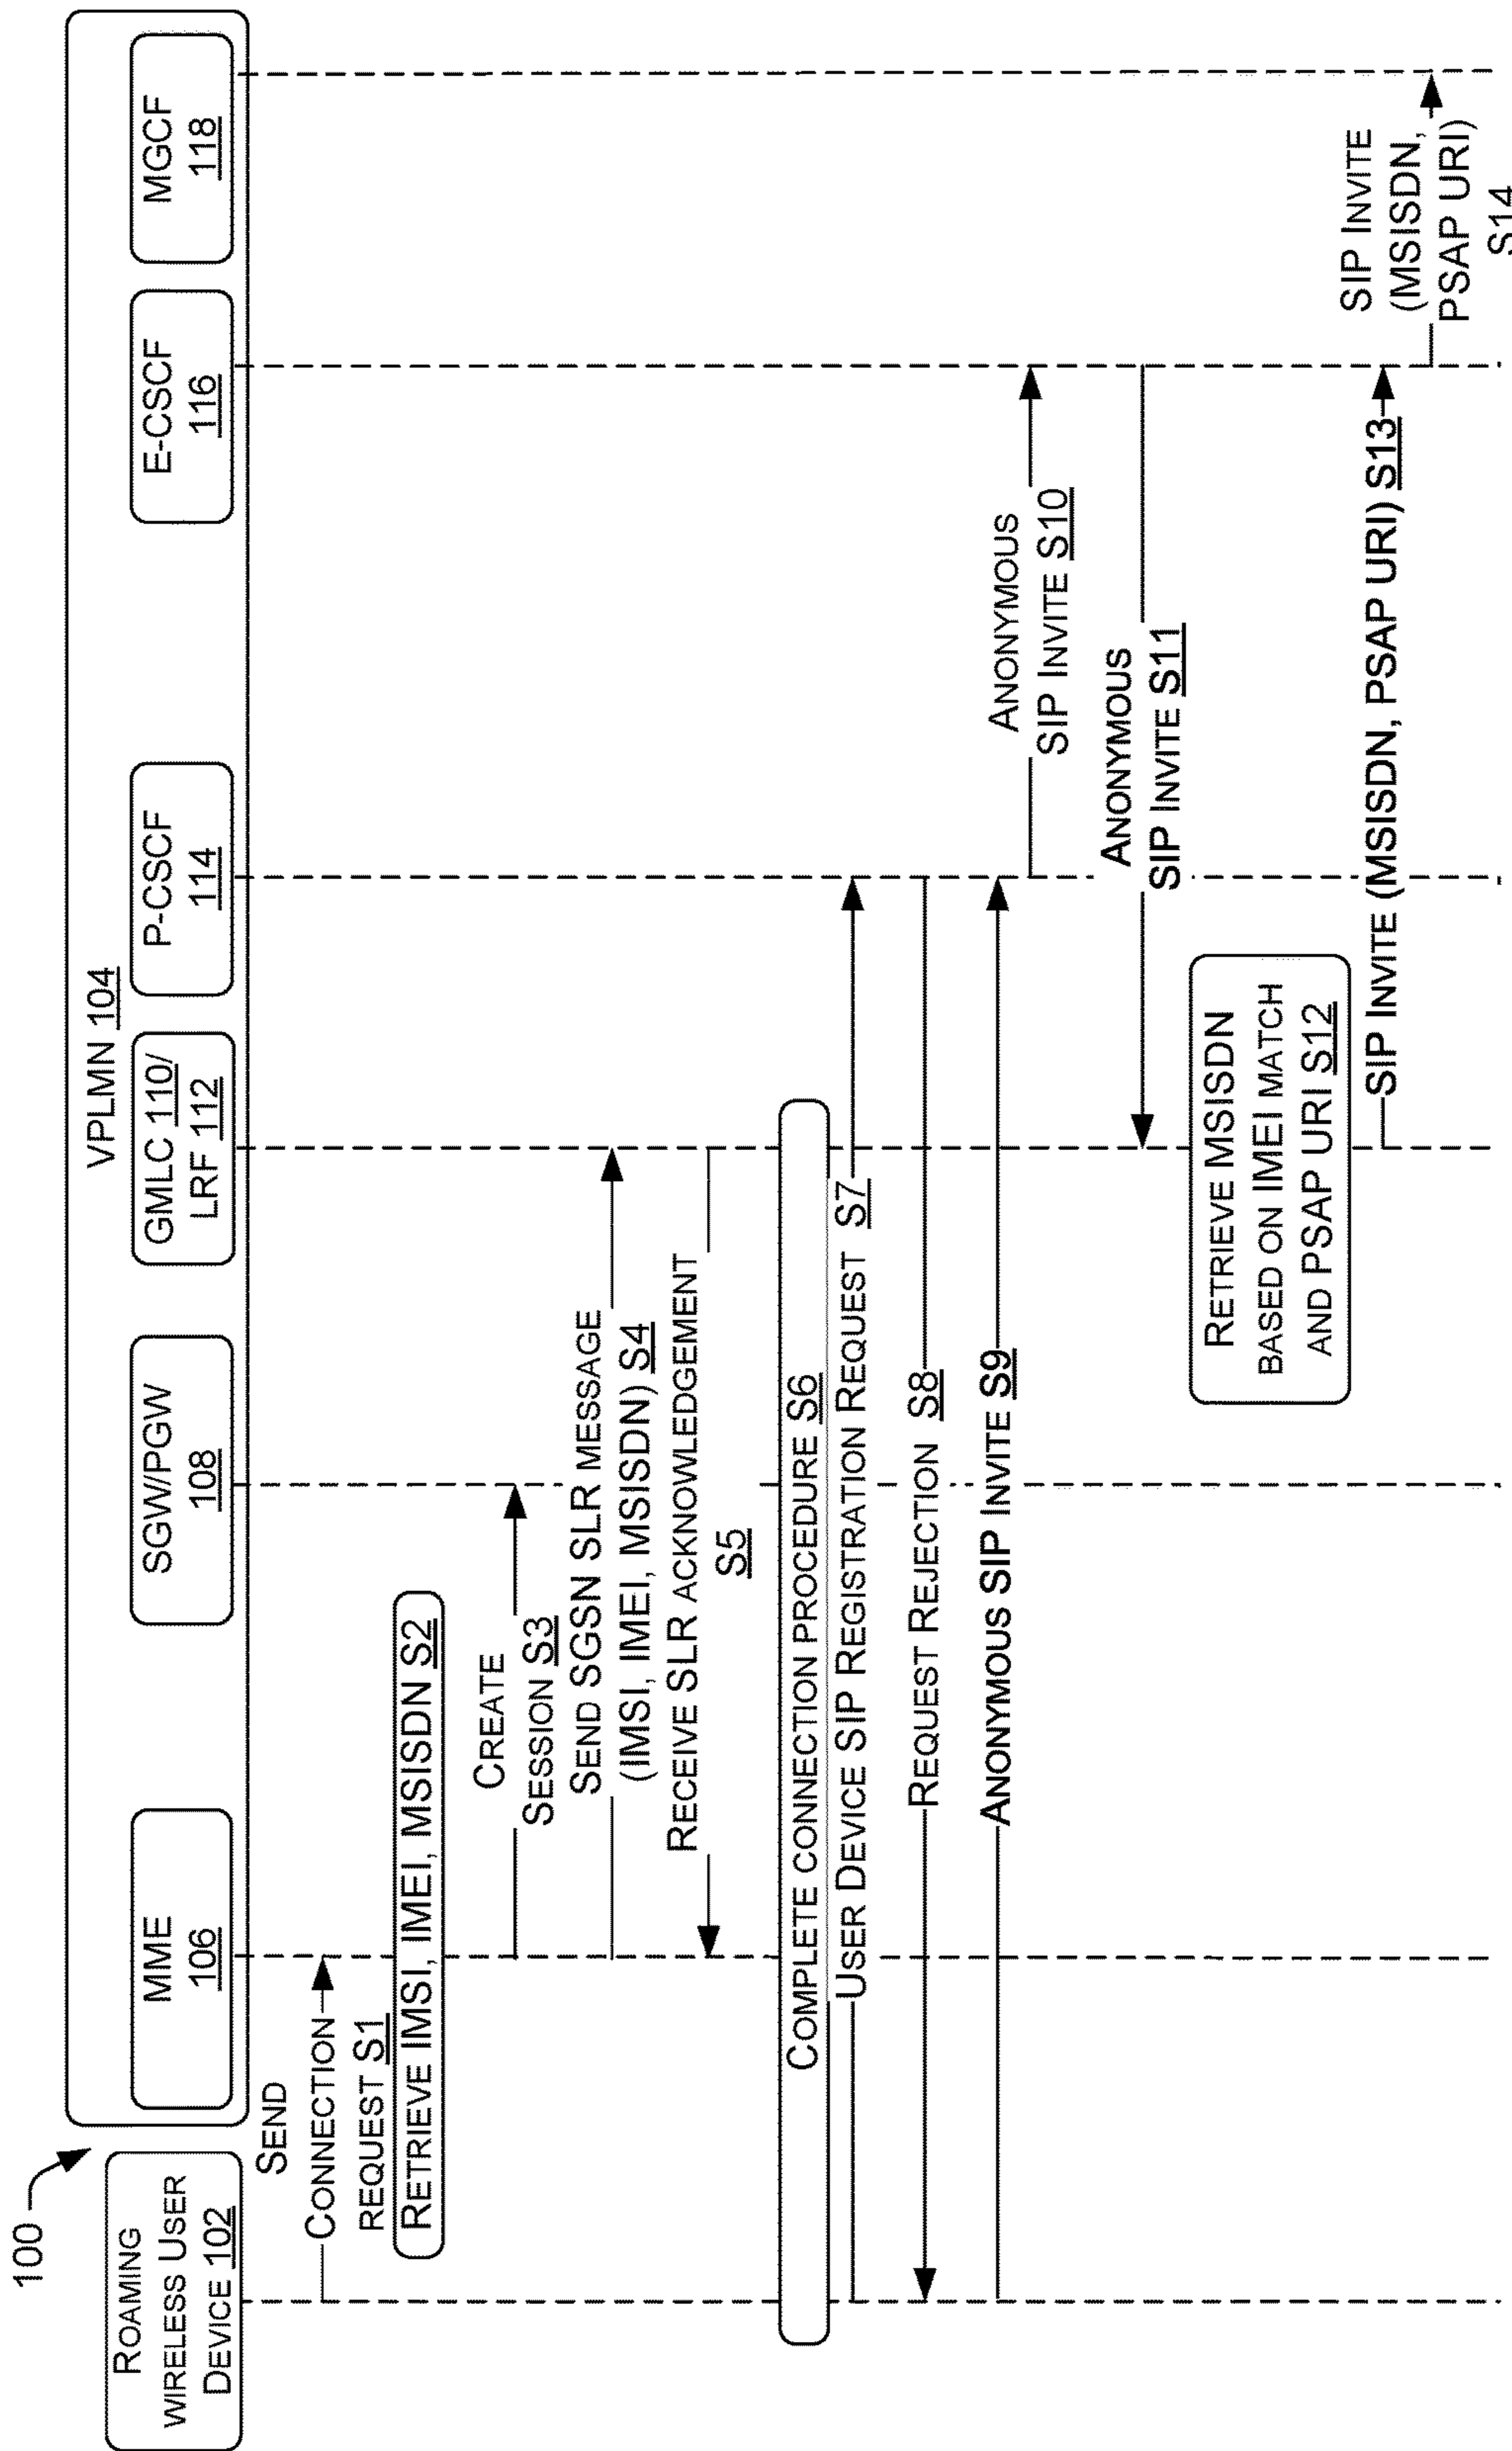 100
ROAMING
WIRELESS USER
DEVICE 102
VPLMN 104
MME
106
SGW/PGW
108
GMLC 110/
LRF 112
P-CSCF
114
E-CSCF
116
MGCF
118
SEND
CONNECTION
REQUEST S1
RETRIEVE IMSI, IMEI, MSISDN S2
CREATE
SESSION S3
SEND SGSN SLR MESSAGE
(IMSI, IMEI, MSISDN) S4
RECEIVE SLR ACKNOWLEDGEMENT
S5
COMPLETE CONNECTION PROCEDURE S6
USER DEVICE SIP REGISTRATION REQUEST S7
REQUEST REJECTION S8
ANONYMOUS SIP INVITE S9
ANONYMOUS
SIP INVITE S10
ANONYMOUS
SIP INVITE S11
RETRIEVE MSISDN
BASED ON IMEI MATCH
AND PSAP URI S12
SIP INVITE (MSISDN, PSAP URI) S13
SIP INVITE
(MSISDN,
PSAP URI)
S14